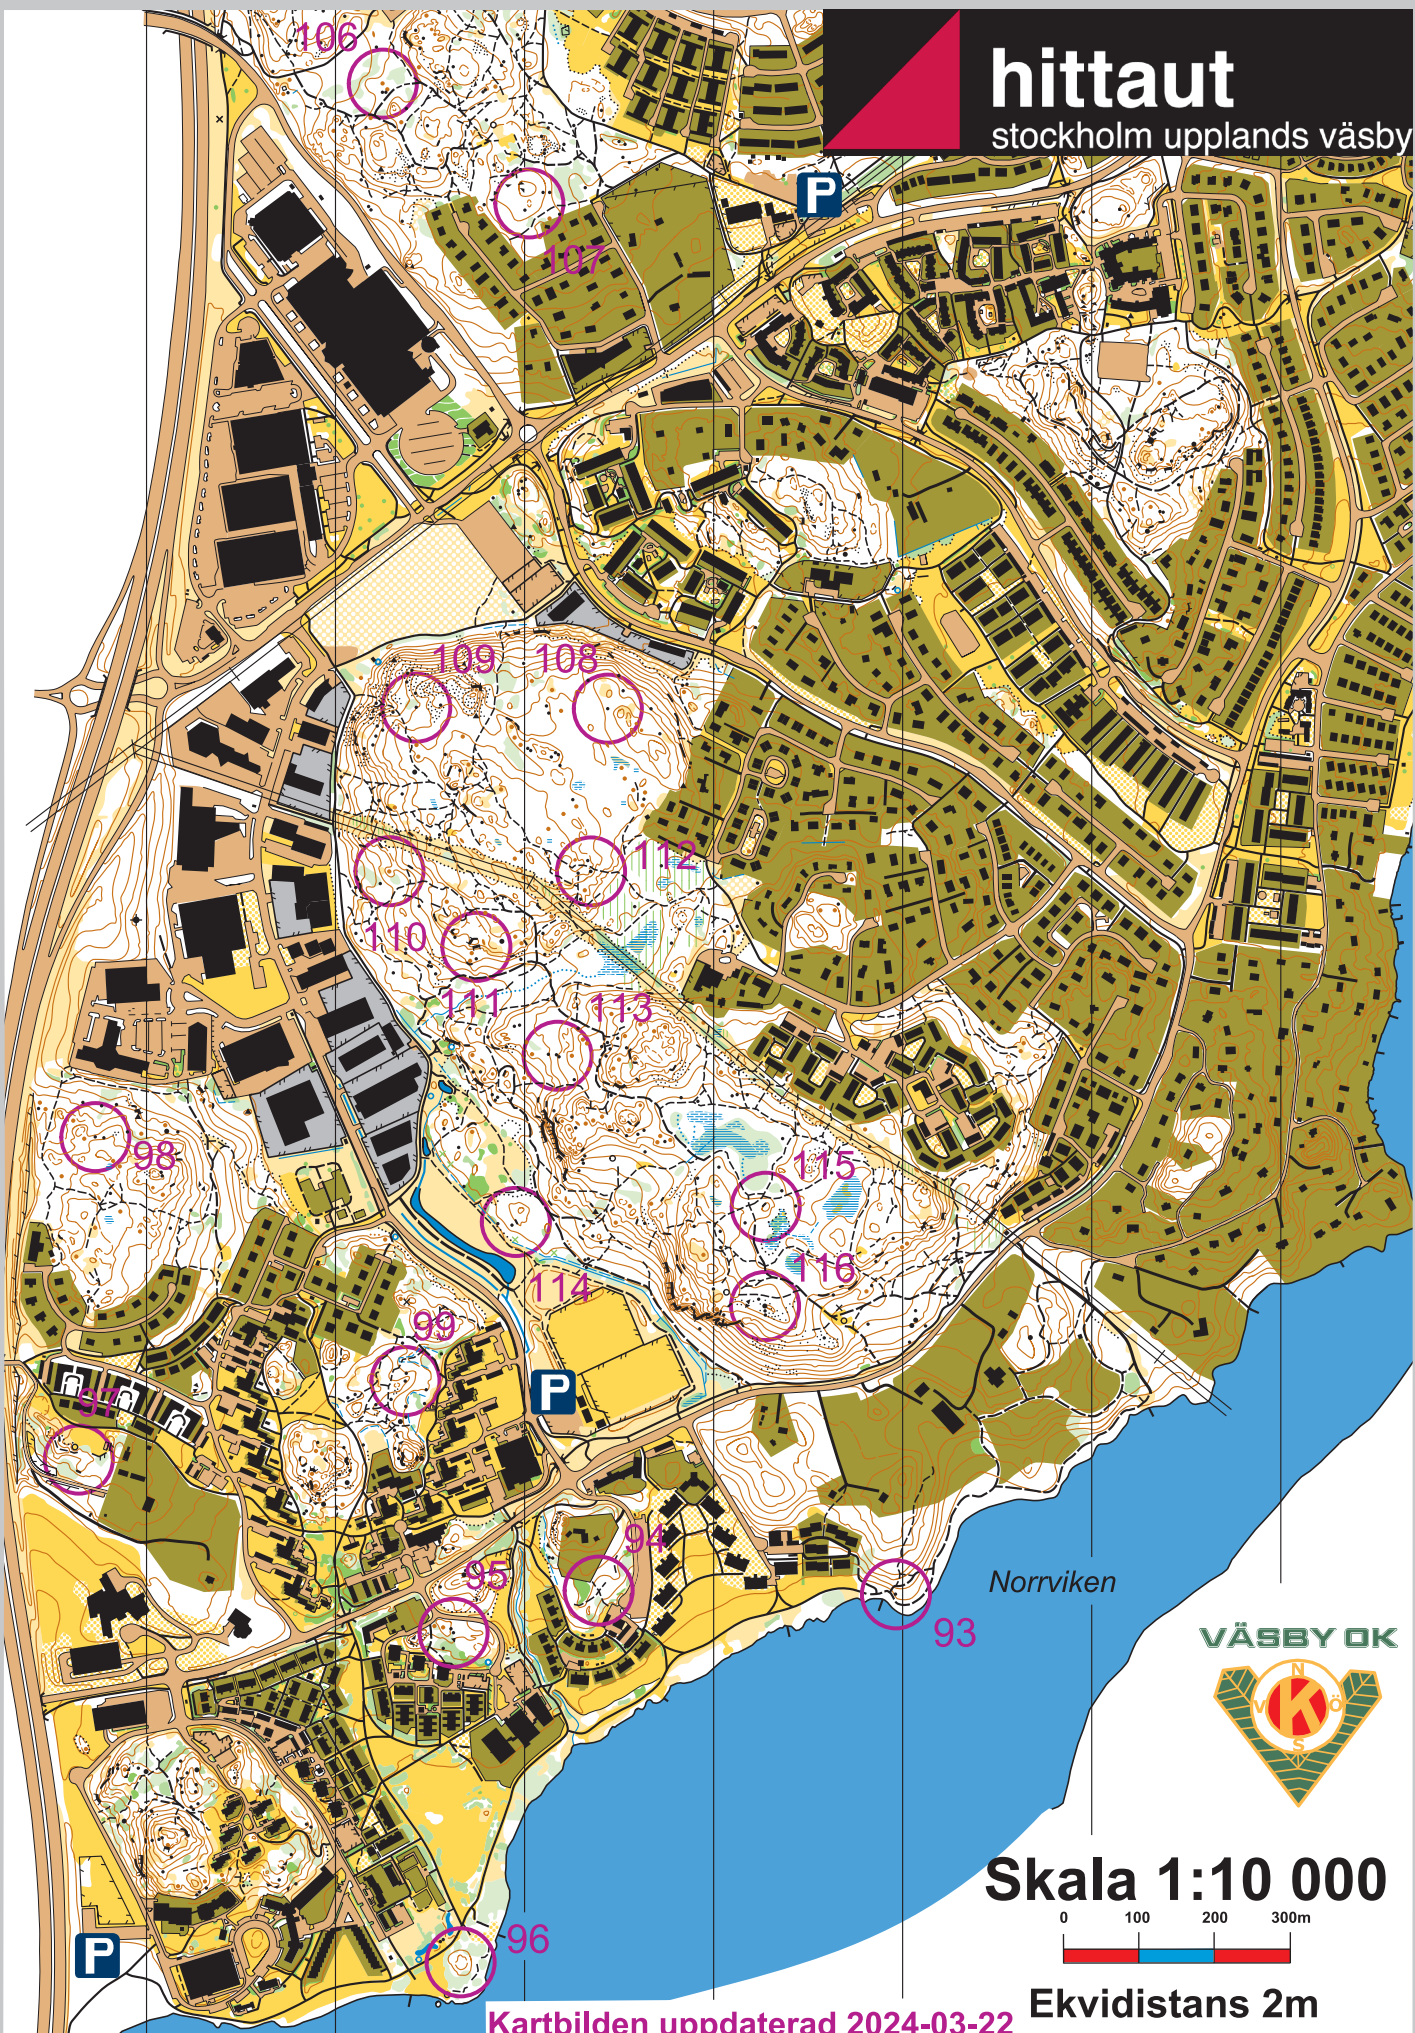 106
hittaut
stockholm upplands väsby
P
107
109
108
112
110
111
113
98
115
116
114
99
P
97
94
95
Norrviken
93
VÄSBY OK
N
V K Ö
S
Skala 1:10 000
0 100 200 300m
96
P
Ekvidistans 2m
Kartbilden uppdaterad 2024-03-22